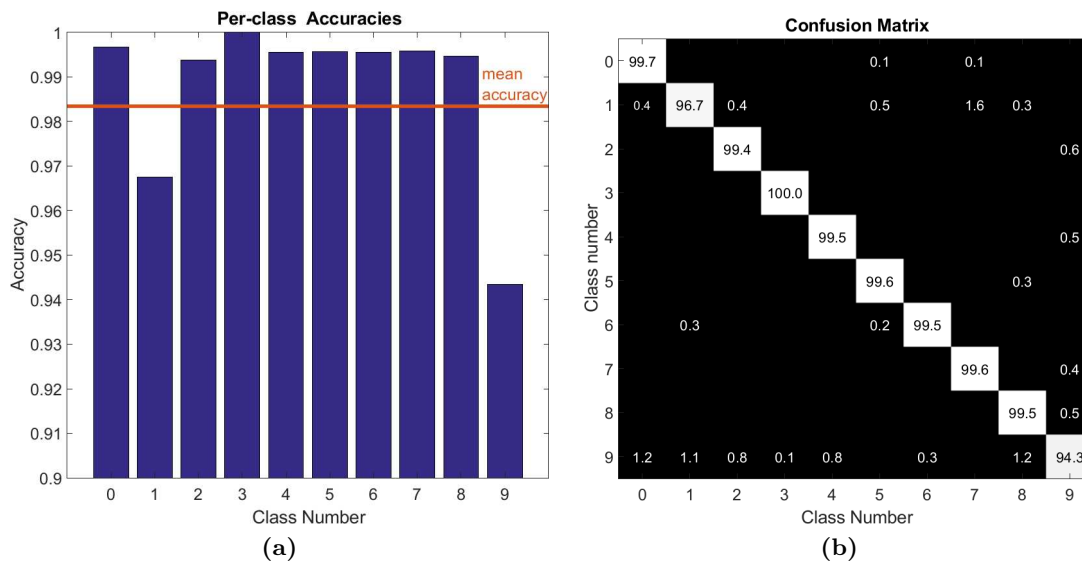 Per-class Accuracies
1
0.99
0.98
0.97
0.96
0.95
0.94
0.93
0.92
0.91
0.9
Accuracy
mean
accuracy
0 1 2 3 4 5 6 7 8 9
Class Number
(a)
Confusion Matrix
Class number
0 99.7 0.1 0.1
1 0.4 96.7 0.4 0.5 1.6 0.3
2 99.4 0.6
3 100.0
4 99.5 0.5
5 99.6 0.3
6 0.3 0.2 99.5
7 99.6 0.4
8 99.5 0.5
9 1.2 1.1 0.8 0.1 0.8 0.3 1.2 94.3
0 1 2 3 4 5 6 7 8 9
Class Number
(b)